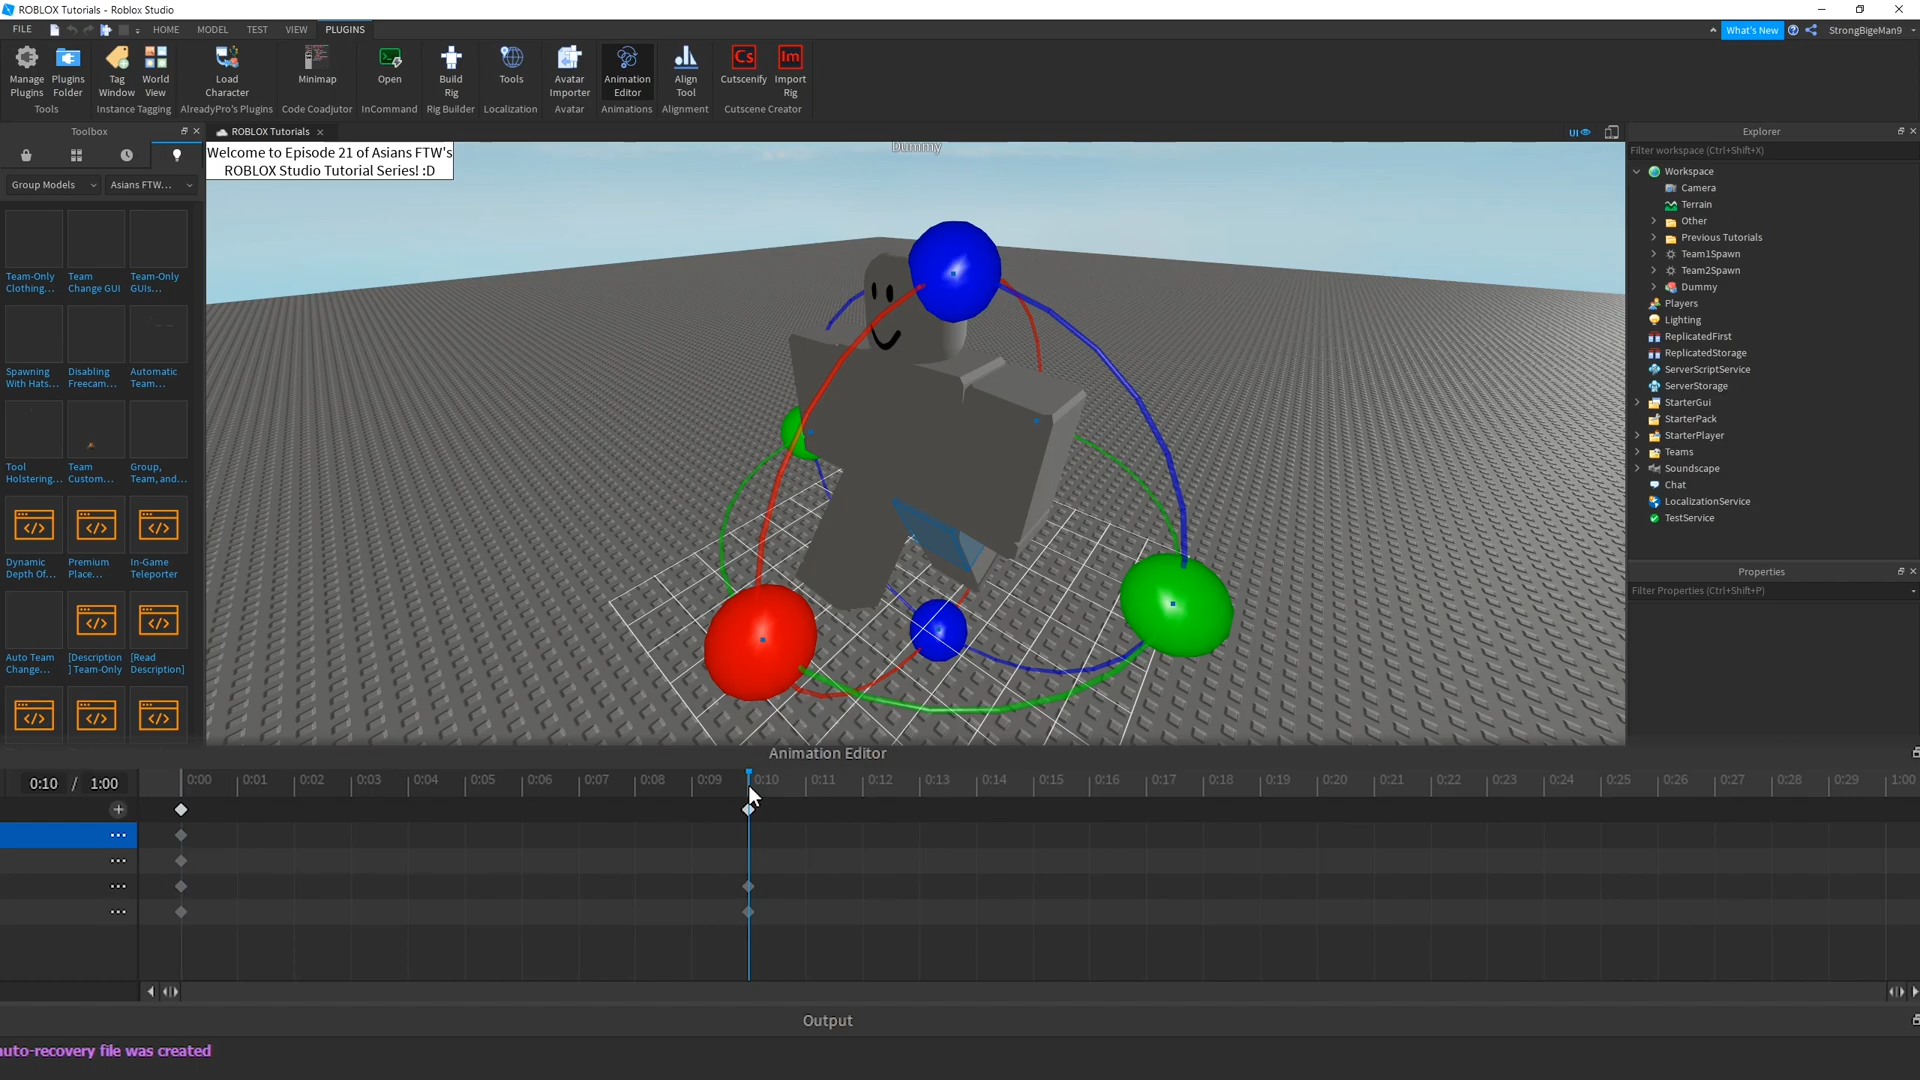 ROBLOX Tutorials - Roblox Studio
FILE
HOME
MODEL
TEST
VIEW
PLUGINS
What's New
StrongBigeMan9
Manage Plugins
Plugins Folder
Tools
Tag Window
World View
Instance Tagging
Load Character
AlreadyPro's Plugins
Minimap
Code Coadjutor
Open
InCommand
Build Rig
Rig Builder
Tools
Localization
Avatar Importer
Avatar
Animation Editor
Animations
Align Tool
Alignment
Cs
Cutscenify
Im
Import Rig
Cutscene Creator
Toolbox
ROBLOX Tutorials
UI
Explorer
Filter workspace (Ctrl+Shift+X)
Group Models
Asians FTW...
Welcome to Episode 21 of Asians FTW's
ROBLOX Studio Tutorial Series! :D
Dummy
Team-Only Clothing...
Team Change GUI
Team-Only GUIs...
Spawning With Hats...
Disabling Freecam...
Automatic Team...
Tool Holstering...
Team Custom...
Group, Team, and...
Dynamic Depth Of...
Premium Place...
In-Game Teleporter
Auto Team Change...
[Description] Team-Only
[Read Description]
Workspace
Camera
Terrain
Other
Previous Tutorials
Team1Spawn
Team2Spawn
Dummy
Players
Lighting
ReplicatedFirst
ReplicatedStorage
ServerScriptService
ServerStorage
StarterGui
StarterPack
StarterPlayer
Teams
Soundscape
Chat
LocalizationService
TestService
Properties
Filter Properties (Ctrl+Shift+P)
Animation Editor
0:10 / 1:00
0:00 0:01 0:02 0:03 0:04 0:05 0:06 0:07 0:08 0:09 0:10 0:11 0:12 0:13 0:14 0:15 0:16 0:17 0:18 0:19 0:20 0:21 0:22 0:23 0:24 0:25 0:26 0:27 0:28 0:29 1:00
Output
auto-recovery file was created